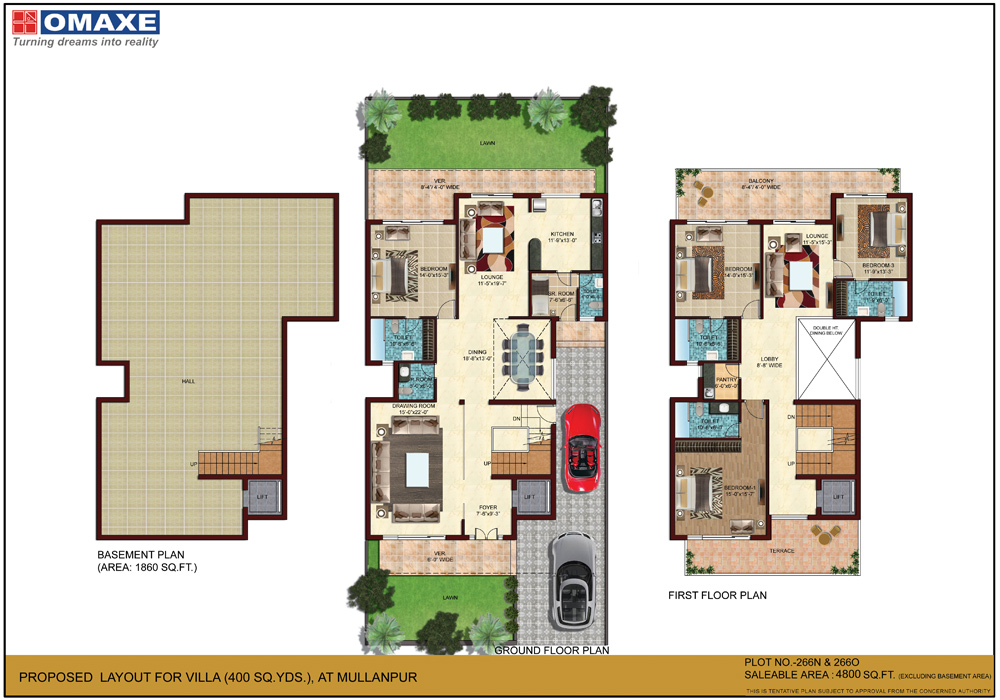 OMAXE
Turning dreams into reality
LAWN
VER.
8'-4'/ 4'-0" WIDE
KITCHEN
11'-9"x13'-0"
BEDROOM
14'-0"x15'-3"
LOUNGE
11'-5"x19'-7"
SR. ROOM
7'-6"x6'-9"
TOILET
TOILET
DINING
18'-8"x13'-0"
P. ROOM
DRAWING ROOM
15'-0"x22'-0"
DN
UP
LIFT
FOYER
7'-8"x9'-3"
VER.
6'-0" WIDE
LAWN
GROUND FLOOR PLAN
HALL
UP
LIFT
BASEMENT PLAN
(AREA: 1860 SQ.FT.)
BALCONY
8'-4'/ 4'-0" WIDE
LOUNGE
11'-5"x15'-3"
BEDROOM-3
11'-9"x13'-3"
BEDROOM
14'-0"x15'-3"
TOILET
TOILET
DOUBLE HT.
DINING BELOW
LOBBY
8'-8" WIDE
PANTRY
TOILET
DN
UP
BEDROOM-1
15'-0"x15'-7"
LIFT
TERRACE
FIRST FLOOR PLAN
PROPOSED LAYOUT FOR VILLA (400 SQ.YDS.), AT MULLANPUR
PLOT NO.-266N & 266O
SALEABLE AREA : 4800 SQ.FT. (EXCLUDING BASEMENT AREA)
THIS IS TENTATIVE PLAN SUBJECT TO APPROVAL FROM THE CONCERNED AUTHORITY